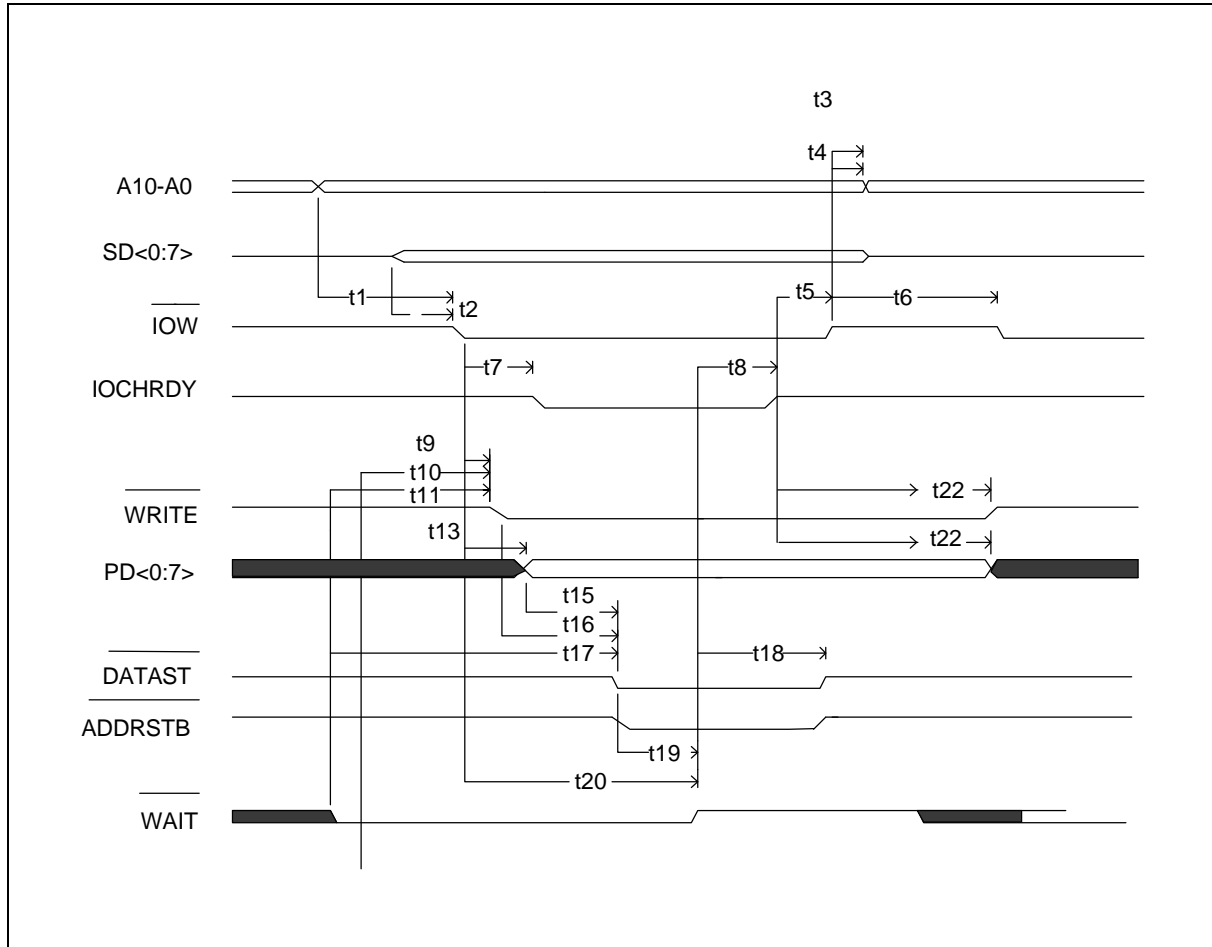 t3
t4
A10-A0
SD<0:7>
t1
t2
t5
t6
IOW
t7
t8
IOCHRDY
t9
t10
t11
t22
WRITE
t13
t22
PD<0:7>
t15
t16
t17
t18
DATAST
ADDRSTB
t19
t20
WAIT